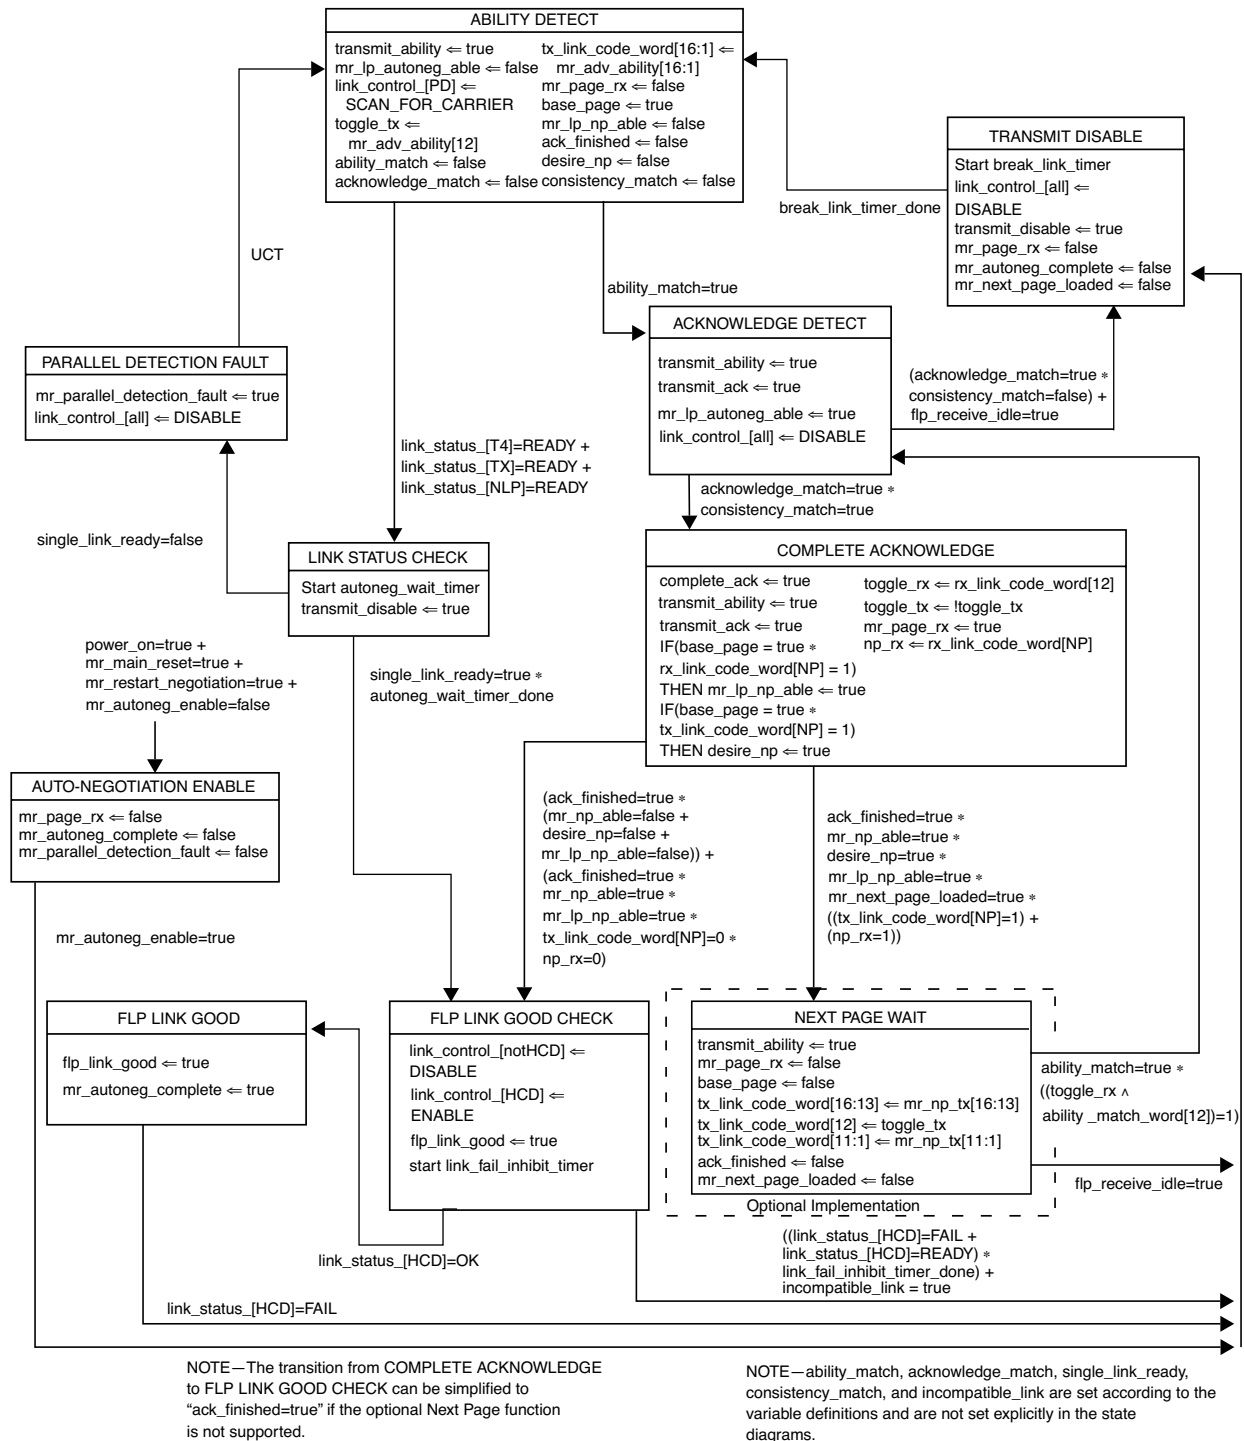 ABILITY DETECT
transmit_ability ⇐ true
mr_lp_autoneg_able ⇐ false
link_control_[PD] ⇐
SCAN_FOR_CARRIER
toggle_tx ⇐
mr_adv_ability[12]
ability_match ⇐ false
acknowledge_match ⇐ false
tx_link_code_word[16:1] ⇐
mr_adv_ability[16:1]
mr_page_rx ⇐ false
base_page ⇐ true
mr_lp_np_able ⇐ false
ack_finished ⇐ false
desire_np ⇐ false
consistency_match ⇐ false
TRANSMIT DISABLE
Start break_link_timer
link_control_[all] ⇐
DISABLE
transmit_disable ⇐ true
mr_page_rx ⇐ false
mr_autoneg_complete ⇐ false
mr_next_page_loaded ⇐ false
break_link_timer_done
UCT
ability_match=true
ACKNOWLEDGE DETECT
transmit_ability ⇐ true
transmit_ack ⇐ true
mr_lp_autoneg_able ⇐ true
link_control_[all] ⇐ DISABLE
(acknowledge_match=true *
consistency_match=false) +
flp_receive_idle=true
PARALLEL DETECTION FAULT
mr_parallel_detection_fault ⇐ true
link_control_[all] ⇐ DISABLE
link_status_[T4]=READY +
link_status_[TX]=READY +
link_status_[NLP]=READY
acknowledge_match=true *
consistency_match=true
single_link_ready=false
LINK STATUS CHECK
Start autoneg_wait_timer
transmit_disable ⇐ true
COMPLETE ACKNOWLEDGE
complete_ack ⇐ true
transmit_ability ⇐ true
transmit_ack ⇐ true
IF(base_page = true *
rx_link_code_word[NP] = 1)
THEN mr_lp_np_able ⇐ true
IF(base_page = true *
tx_link_code_word[NP] = 1)
THEN desire_np ⇐ true
toggle_rx ⇐ rx_link_code_word[12]
toggle_tx ⇐ !toggle_tx
mr_page_rx ⇐ true
np_rx ⇐ rx_link_code_word[NP]
power_on=true +
mr_main_reset=true +
mr_restart_negotiation=true +
mr_autoneg_enable=false
single_link_ready=true *
autoneg_wait_timer_done
AUTO-NEGOTIATION ENABLE
mr_page_rx ⇐ false
mr_autoneg_complete ⇐ false
mr_parallel_detection_fault ⇐ false
(ack_finished=true *
(mr_np_able=false +
desire_np=false +
mr_lp_np_able=false)) +
(ack_finished=true *
mr_np_able=true *
mr_lp_np_able=true *
tx_link_code_word[NP]=0 *
np_rx=0)
ack_finished=true *
mr_np_able=true *
desire_np=true *
mr_lp_np_able=true *
mr_next_page_loaded=true *
((tx_link_code_word[NP]=1) +
(np_rx=1))
mr_autoneg_enable=true
FLP LINK GOOD
flp_link_good ⇐ true
mr_autoneg_complete ⇐ true
FLP LINK GOOD CHECK
link_control_[notHCD] ⇐
DISABLE
link_control_[HCD] ⇐
ENABLE
flp_link_good ⇐ true
start link_fail_inhibit_timer
NEXT PAGE WAIT
transmit_ability ⇐ true
mr_page_rx ⇐ false
base_page ⇐ false
tx_link_code_word[16:13] ⇐ mr_np_tx[16:13]
tx_link_code_word[12] ⇐ toggle_tx
tx_link_code_word[11:1] ⇐ mr_np_tx[11:1]
ack_finished ⇐ false
mr_next_page_loaded ⇐ false
Optional Implementation
ability_match=true *
((toggle_rx ∧
ability _match_word[12])=1)
flp_receive_idle=true
link_status_[HCD]=OK
((link_status_[HCD]=FAIL +
link_status_[HCD]=READY) *
link_fail_inhibit_timer_done) +
incompatible_link = true
link_status_[HCD]=FAIL
NOTE—The transition from COMPLETE ACKNOWLEDGE
to FLP LINK GOOD CHECK can be simplified to
“ack_finished=true” if the optional Next Page function
is not supported.
NOTE—ability_match, acknowledge_match, single_link_ready,
consistency_match, and incompatible_link are set according to the
variable definitions and are not set explicitly in the state
diagrams.